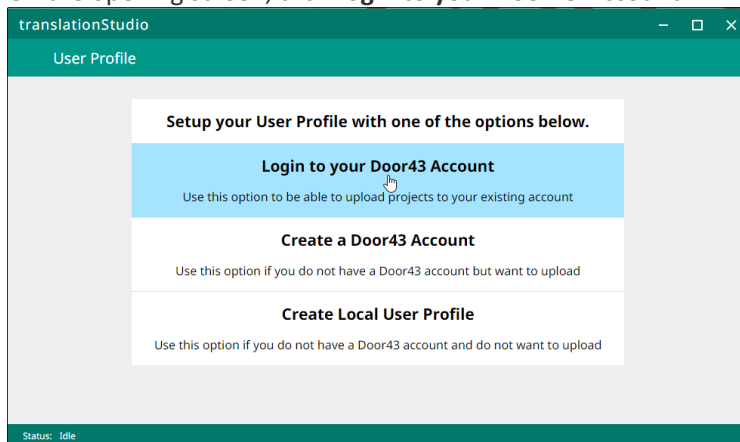 translationStudio
User Profile
Setup your User Profile with one of the options below.
Login to your Door43 Account
Use this option to be able to upload projects to your existing account
Create a Door43 Account
Use this option if you do not have a Door43 account but want to upload
Create Local User Profile
Use this option if you do not have a Door43 account and do not want to upload
Status: Idle